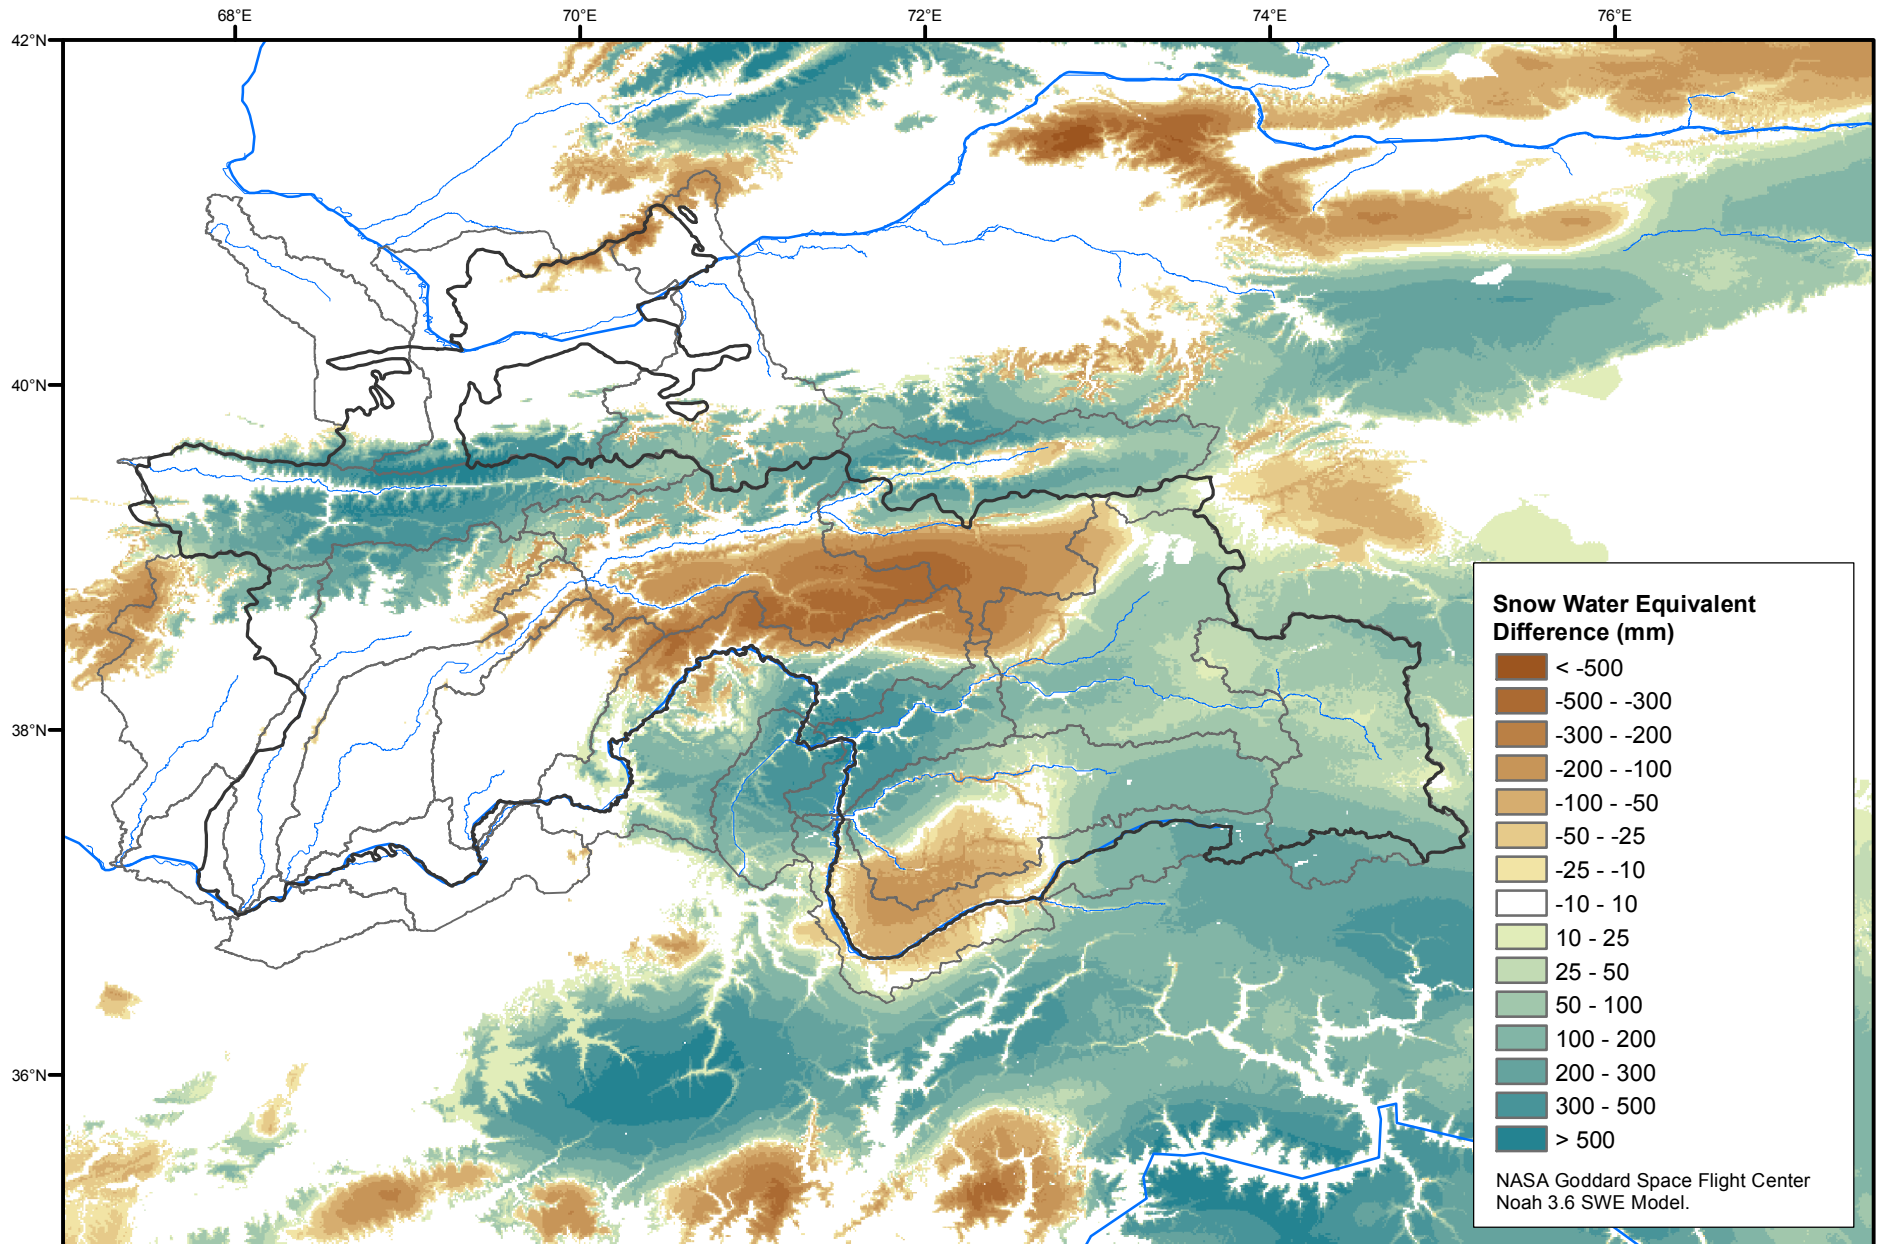 68°E
70°E
72°E
74°E
76°E
42°N
40°N
38°N
36°N
Snow Water Equivalent
Difference (mm)
< -500
-500 - -300
-300 - -200
-200 - -100
-100 - -50
-50 - -25
-25 - -10
-10 - 10
10 - 25
25 - 50
50 - 100
100 - 200
200 - 300
300 - 500
> 500
NASA Goddard Space Flight Center
Noah 3.6 SWE Model.